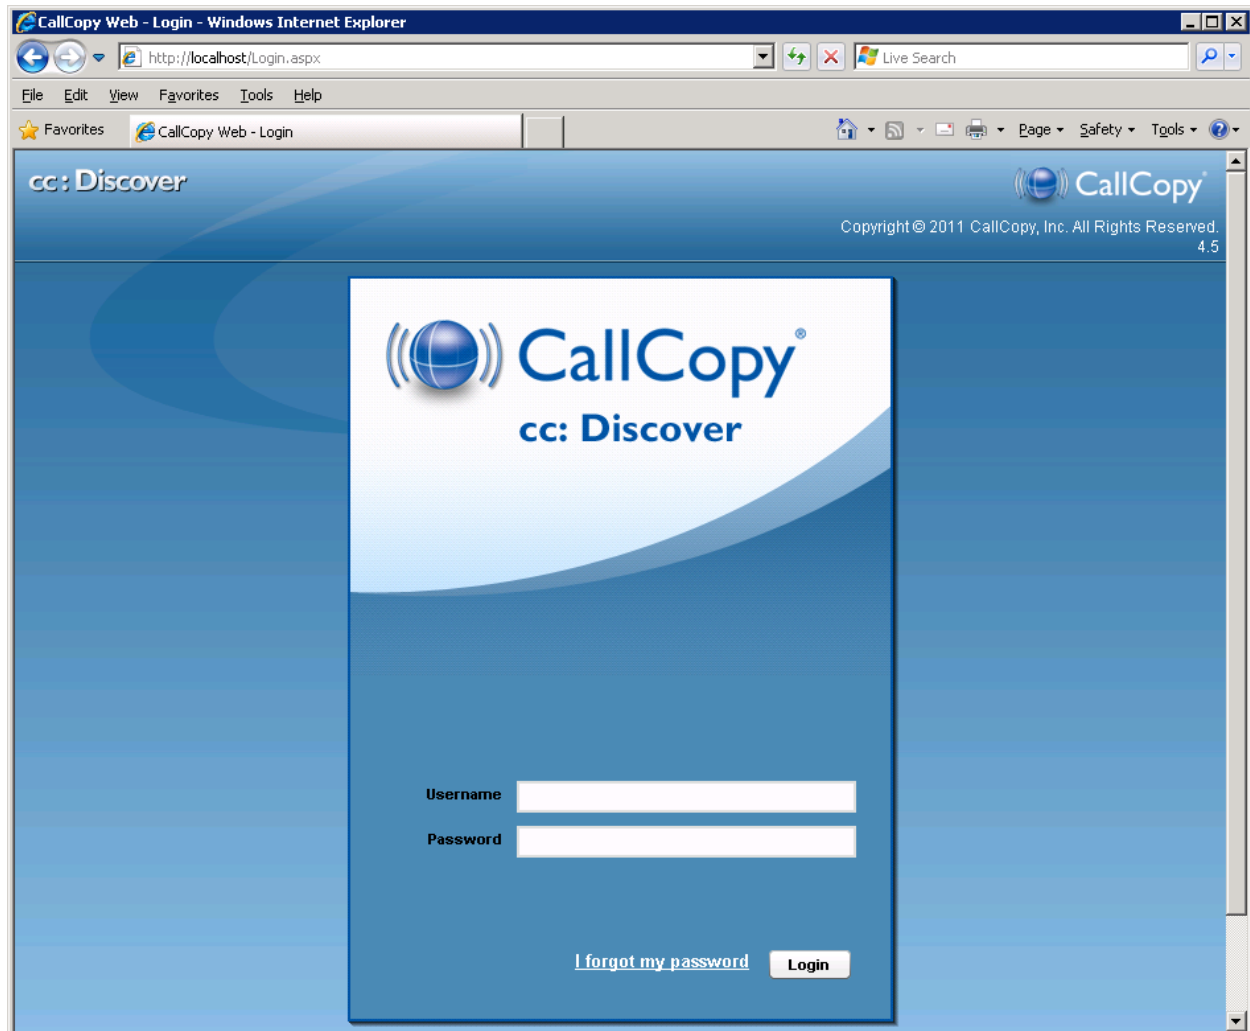 CallCopy Web - Login - Windows Internet Explorer
http://localhost/Login.aspx
Live Search
File Edit View Favorites Tools Help
Favorites CallCopy Web - Login Page Safety Tools
cc: Discover CallCopy
Copyright © 2011 CallCopy, Inc. All Rights Reserved.
4.5
CallCopy®
cc: Discover
Username
Password
I forgot my password Login